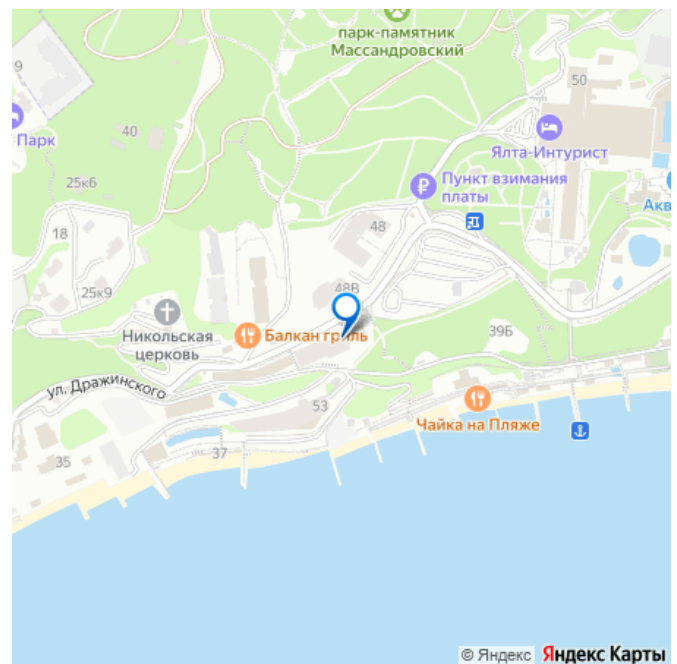 парк-памятник
Массандровский
9
50
40
Парк
Ялта-Интурист
25к6
Пункт взимания
платы
Акв
18
48
25к9
48В
Никольская
церковь
Балкан гриль
39Б
ул. Дражинского
53
Чайка на Пляже
37
35
© Яндекс Яндекс Карты